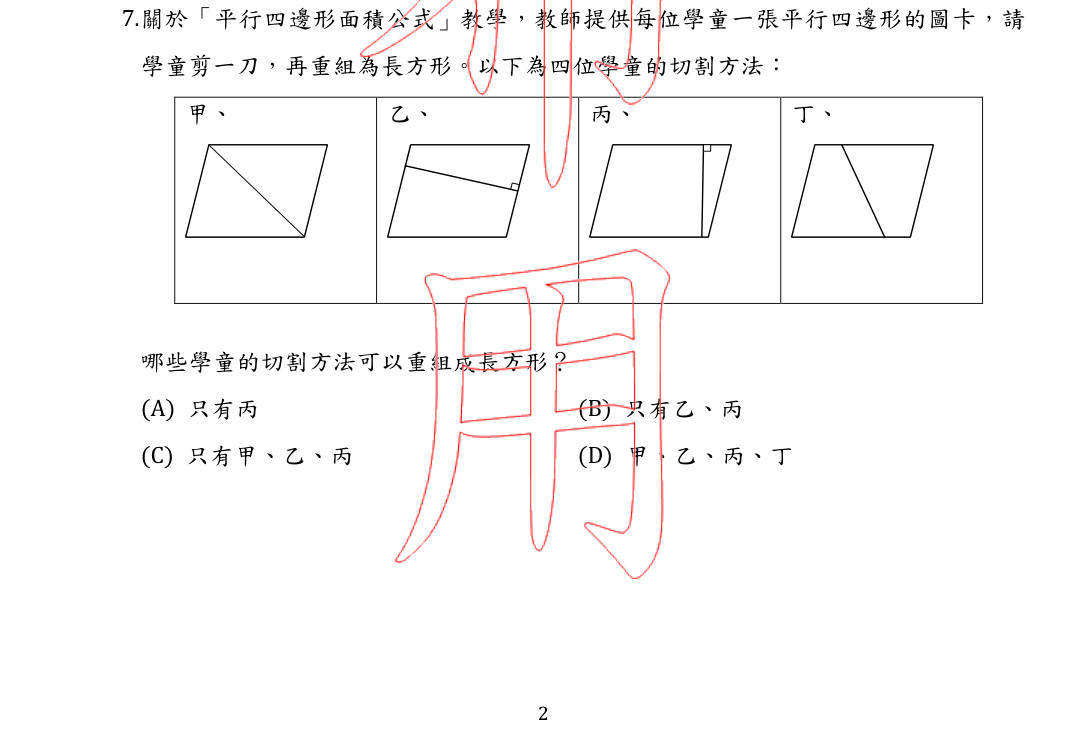 7.關於「平行四邊形面積公式」教學，教師提供每位學童一張平行四邊形的圖卡，請
學童剪一刀，再重組為長方形。以下為四位學童的切割方法：
甲、 乙、 丙、 丁、
哪些學童的切割方法可以重組成長方形？
(A) 只有丙 (B) 只有乙、丙
(C) 只有甲、乙、丙 (D) 甲、乙、丙、丁
用
2